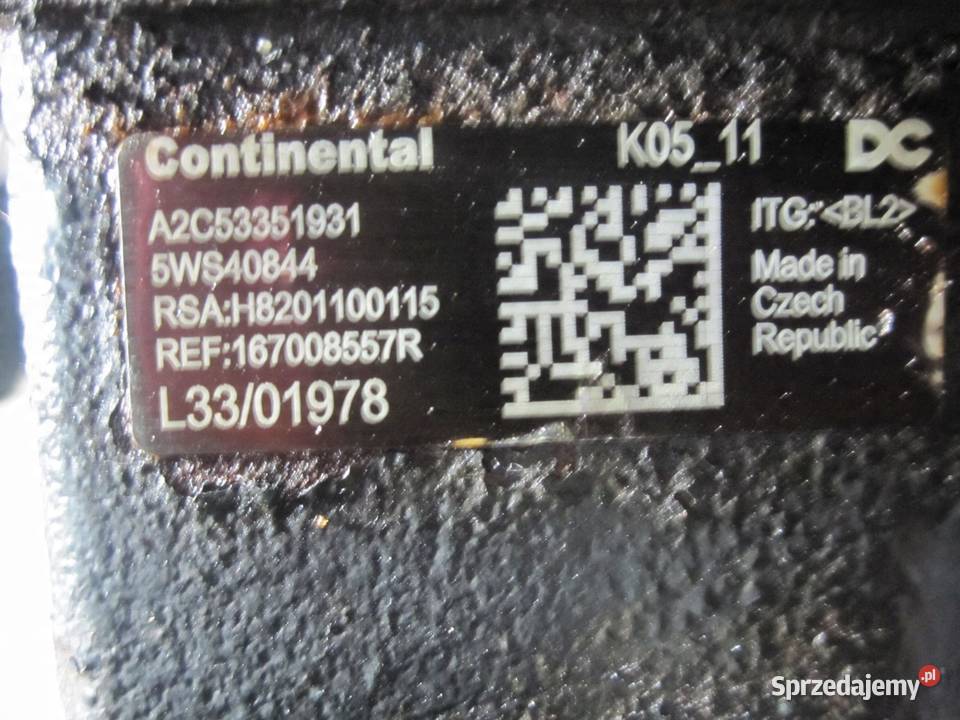 Continental K05_11 DC
A2C53351931
5WS40844
RSA:H8201100115
REF:167008557R
L33/01978
ITG:<BL2>
Made in
Czech
Republic
Sprzedajemy.pl